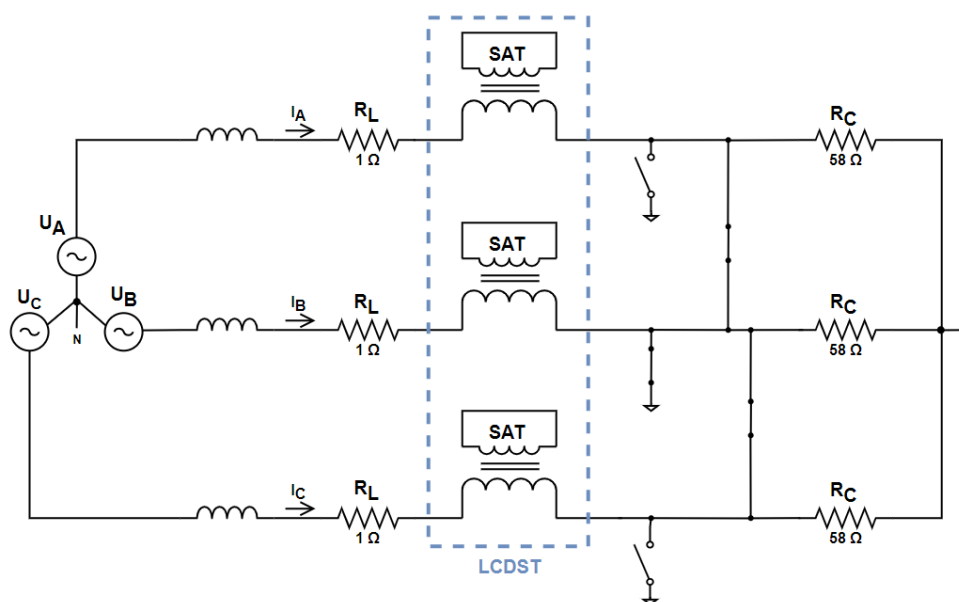 SAT
I_A
R_L
1 Ω
R_C
58 Ω
U_A
SAT
U_C
U_B
N
I_B
R_L
1 Ω
R_C
58 Ω
SAT
I_C
R_L
1 Ω
R_C
58 Ω
LCDST